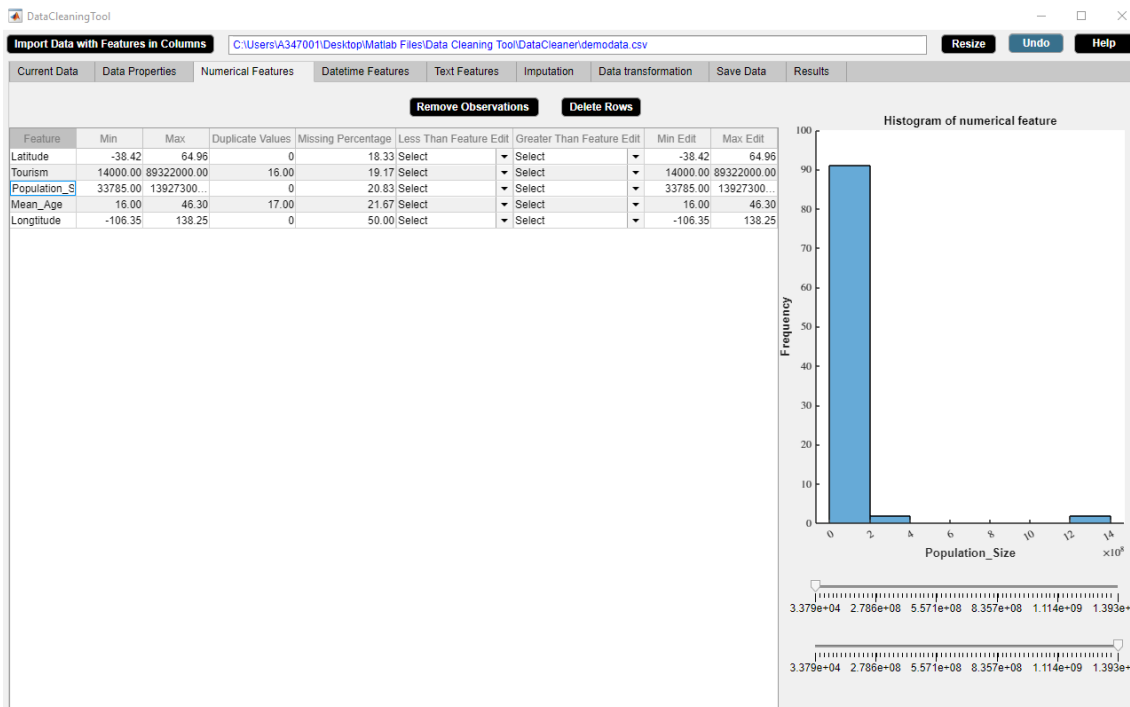 DataCleaningTool
Import Data with Features in Columns C:\Users\A347001\Desktop\Matlab Files\Data Cleaning Tool\DataCleaner\demodata.csv Resize Undo Help
Current Data Data Properties Numerical Features Datetime Features Text Features Imputation Data transformation Save Data Results
Remove Observations Delete Rows
Feature Min Max Duplicate Values Missing Percentage Less Than Feature Edit Greater Than Feature Edit Min Edit Max Edit
Latitude -38.42 64.96 0 18.33 Select Select -38.42 64.96
Tourism 14000.00 89322000.00 16.00 19.17 Select Select 14000.00 89322000.00
Population_S 33785.00 13927300... 0 20.83 Select Select 33785.00 13927300...
Mean_Age 16.00 46.30 17.00 21.67 Select Select 16.00 46.30
Longtitude -106.35 138.25 0 50.00 Select Select -106.35 138.25
Histogram of numerical feature
100
90
80
70
60
50
40
30
20
10
0
Frequency
0 2 4 6 8 10 12 14
×10⁸
Population_Size
3.379e+04 2.786e+08 5.571e+08 8.357e+08 1.114e+09 1.393e+
3.379e+04 2.786e+08 5.571e+08 8.357e+08 1.114e+09 1.393e+